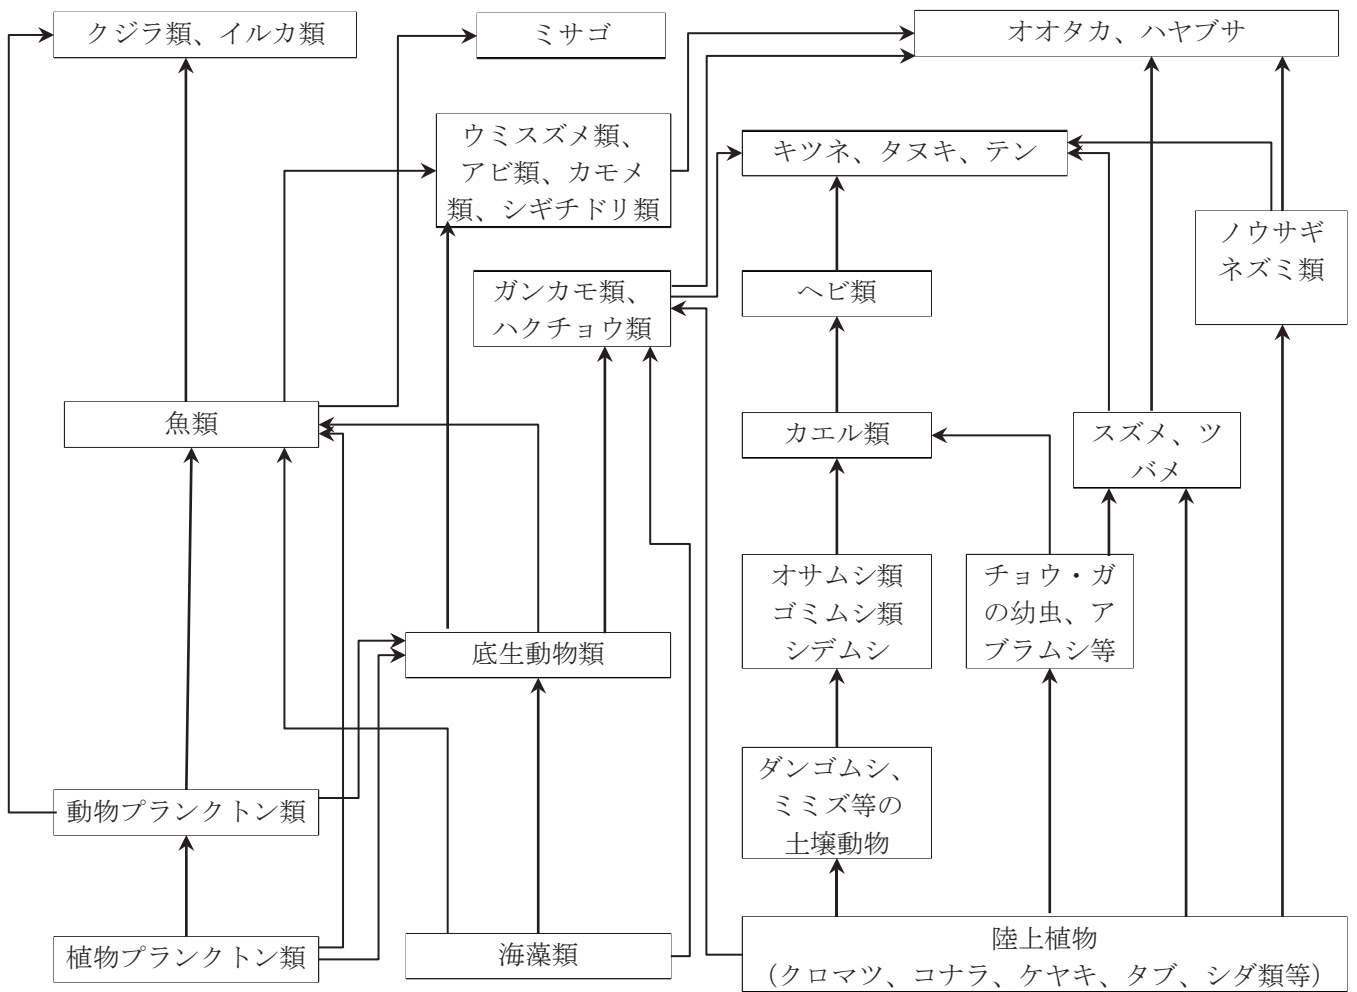 クジラ類、イルカ類
ミサゴ
オオタカ、ハヤブサ
ウミスズメ類、
アビ類、カモメ
類、シギチドリ類
キツネ、タヌキ、テン
ノウサギ
ネズミ類
ガンカモ類、
ハクチョウ類
ヘビ類
魚類
カエル類
スズメ、ツ
バメ
オサムシ類
ゴミムシ類
シデムシ
チョウ・ガ
の幼虫、ア
ブラムシ等
底生動物類
ダンゴムシ、
ミミズ等の
土壌動物
動物プランクトン類
植物プランクトン類
海藻類
陸上植物
（クロマツ、コナラ、ケヤキ、タブ、シダ類等）